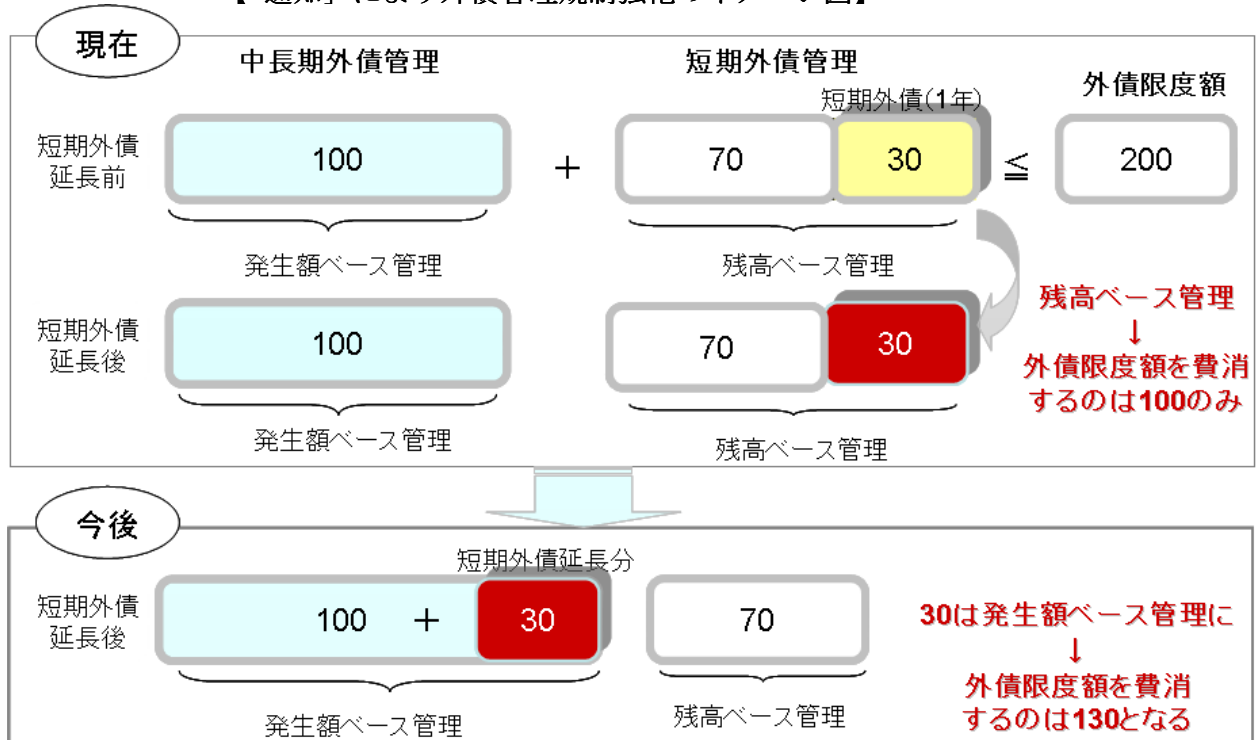 現在
中長期外債管理
短期外債管理
短期外債(1年)
外債限度額
短期外債
延長前
100
+
70
30
≦
200
発生額ベース管理
残高ベース管理
短期外債
延長後
100
70
30
残高ベース管理
↓
外債限度額を費消
するのは100のみ
発生額ベース管理
残高ベース管理
今後
短期外債延長分
短期外債
延長後
100 + 30
70
30は発生額ベース管理に
↓
外債限度額を費消
するのは130となる
発生額ベース管理
残高ベース管理